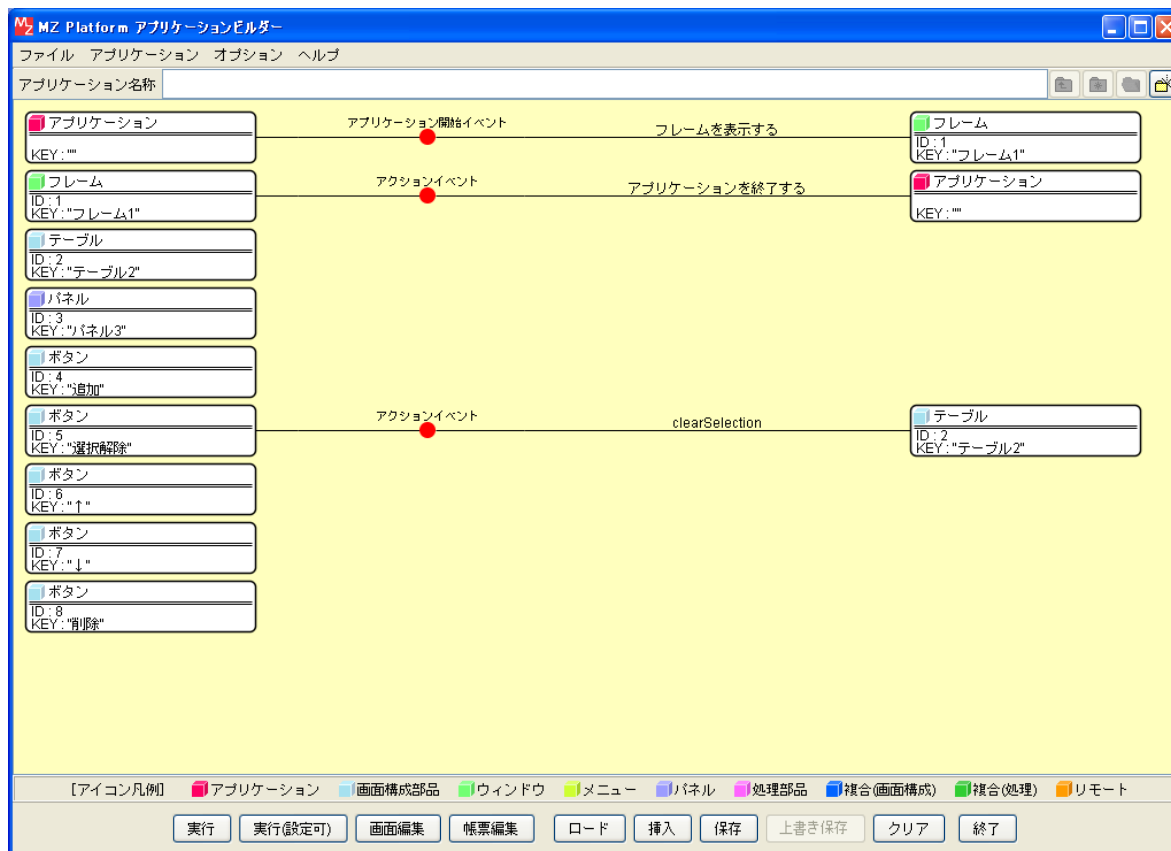 MZ Platform アプリケーションビルダー
ファイル アプリケーション オプション ヘルプ
アプリケーション名称
アプリケーション
KEY : ""
アプリケーション開始イベント
フレームを表示する
フレーム
ID : 1
KEY : "フレーム1"
フレーム
ID : 1
KEY : "フレーム1"
アクションイベント
アプリケーションを終了する
アプリケーション
KEY : ""
テーブル
ID : 2
KEY : "テーブル2"
パネル
ID : 3
KEY : "パネル3"
ボタン
ID : 4
KEY : "追加"
ボタン
ID : 5
KEY : "選択解除"
アクションイベント
clearSelection
テーブル
ID : 2
KEY : "テーブル2"
ボタン
ID : 6
KEY : "↑"
ボタン
ID : 7
KEY : "↓"
ボタン
ID : 8
KEY : "削除"
[アイコン凡例] アプリケーション 画面構成部品 ウィンドウ メニュー パネル 処理部品 複合(画面構成) 複合(処理) リモート
実行 実行(設定可) 画面編集 帳票編集 ロード 挿入 保存 上書き保存 クリア 終了